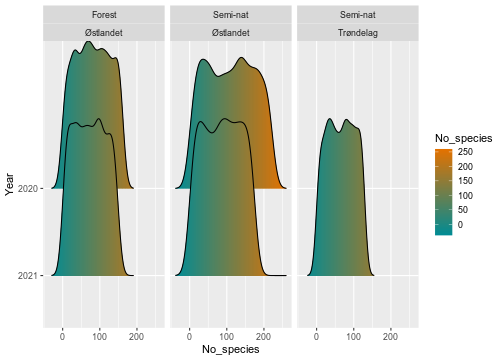 Forest Semi-nat Semi-nat
Østlandet Østlandet Trøndelag
Year
2020
2021
0 100 200 0 100 200 0 100 200
No_species
No_species
250
200
150
100
50
0